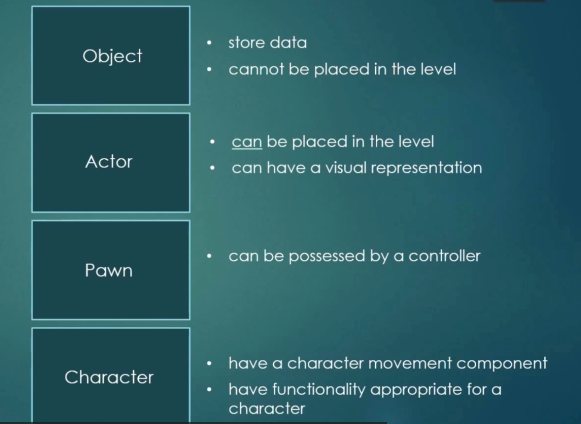 Object
• store data
• cannot be placed in the level
Actor
• can be placed in the level
• can have a visual representation
Pawn
• can be possessed by a controller
Character
• have a character movement component
• have functionality appropriate for a
character